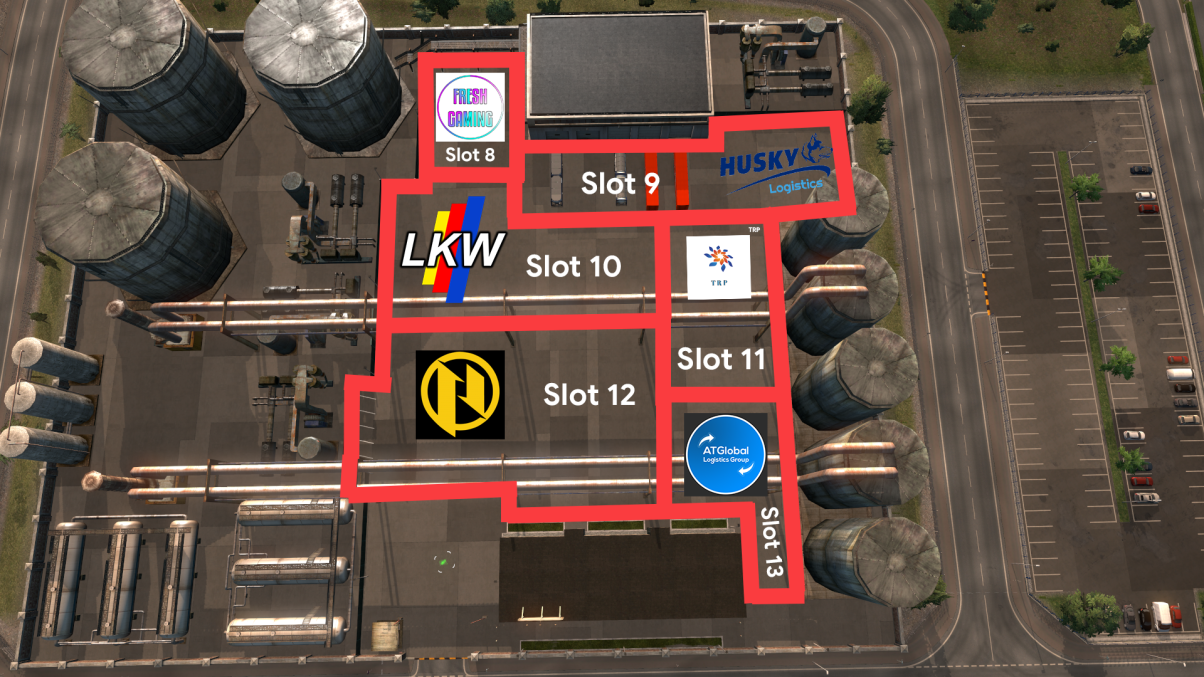 FRESH
GAMING
Slot 8
Slot 9
HUSKY
Logistics
LKW
Slot 10
TRP
TRP
Slot 11
Slot 12
ATGlobal
Logistics Group
Slot 13